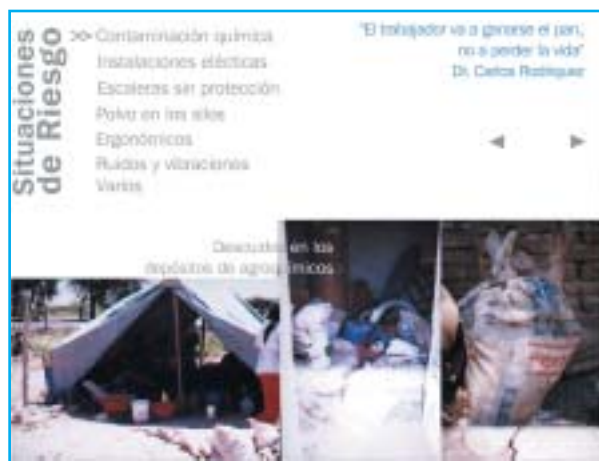 Situaciones
de Riesgo
>> Contaminación química
Instalaciones eléctricas
Escaleras sin protección
Polvo en los silos
Ergonómicos
Ruidos y vibraciones
Varios
"El trabajador va a ganarse el pan,
no a perder la vida"
Dr. Carlos Rodríguez
Descuidos en los
depósitos de agroquímicos